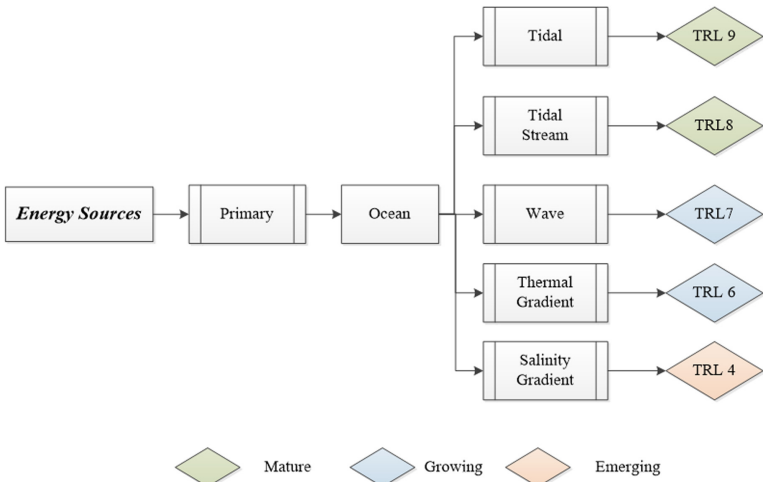 Tidal
TRL 9
Tidal
Stream
TRL8
Energy Sources
Primary
Ocean
Wave
TRL7
Thermal
Gradient
TRL 6
Salinity
Gradient
TRL 4
Mature
Growing
Emerging